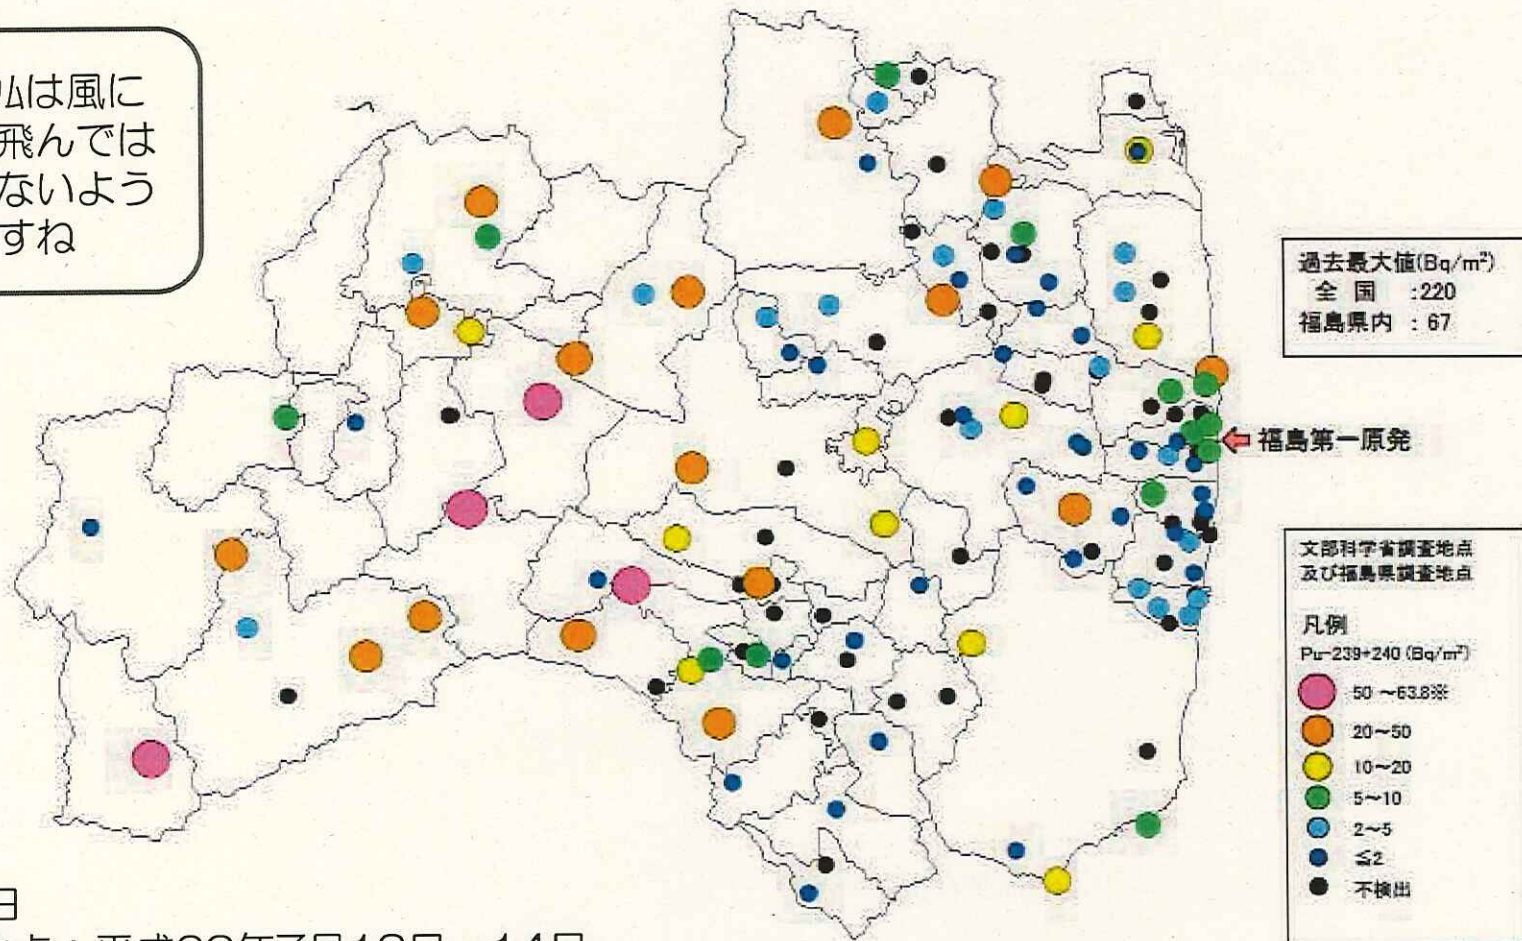 ムは風に
飛んでは
ないよう
すね
過去最大値(Bq/m²)
全 国 :220
福島県内 : 67
福島第一原発
文部科学省調査地点
及び福島県調査地点
凡例
Pu-239+240 (Bq/m²)
50 ~63.8※
20~50
10~20
5~10
2~5
≦2
不検出
日